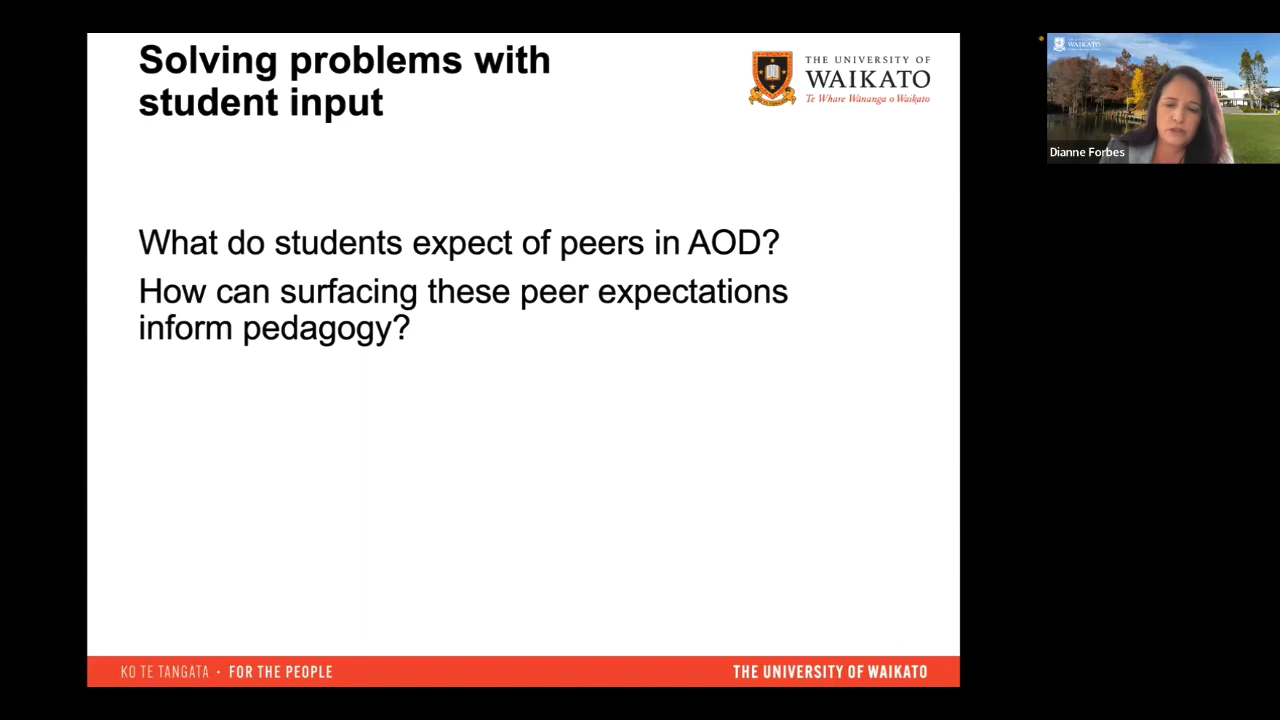 Solving problems with
student input
THE UNIVERSITY OF
WAIKATO
Te Whare Wānanga o Waikato
What do students expect of peers in AOD?
How can surfacing these peer expectations
inform pedagogy?
KO TE TANGATA · FOR THE PEOPLE
THE UNIVERSITY OF WAIKATO
WAIKATO
Dianne Forbes